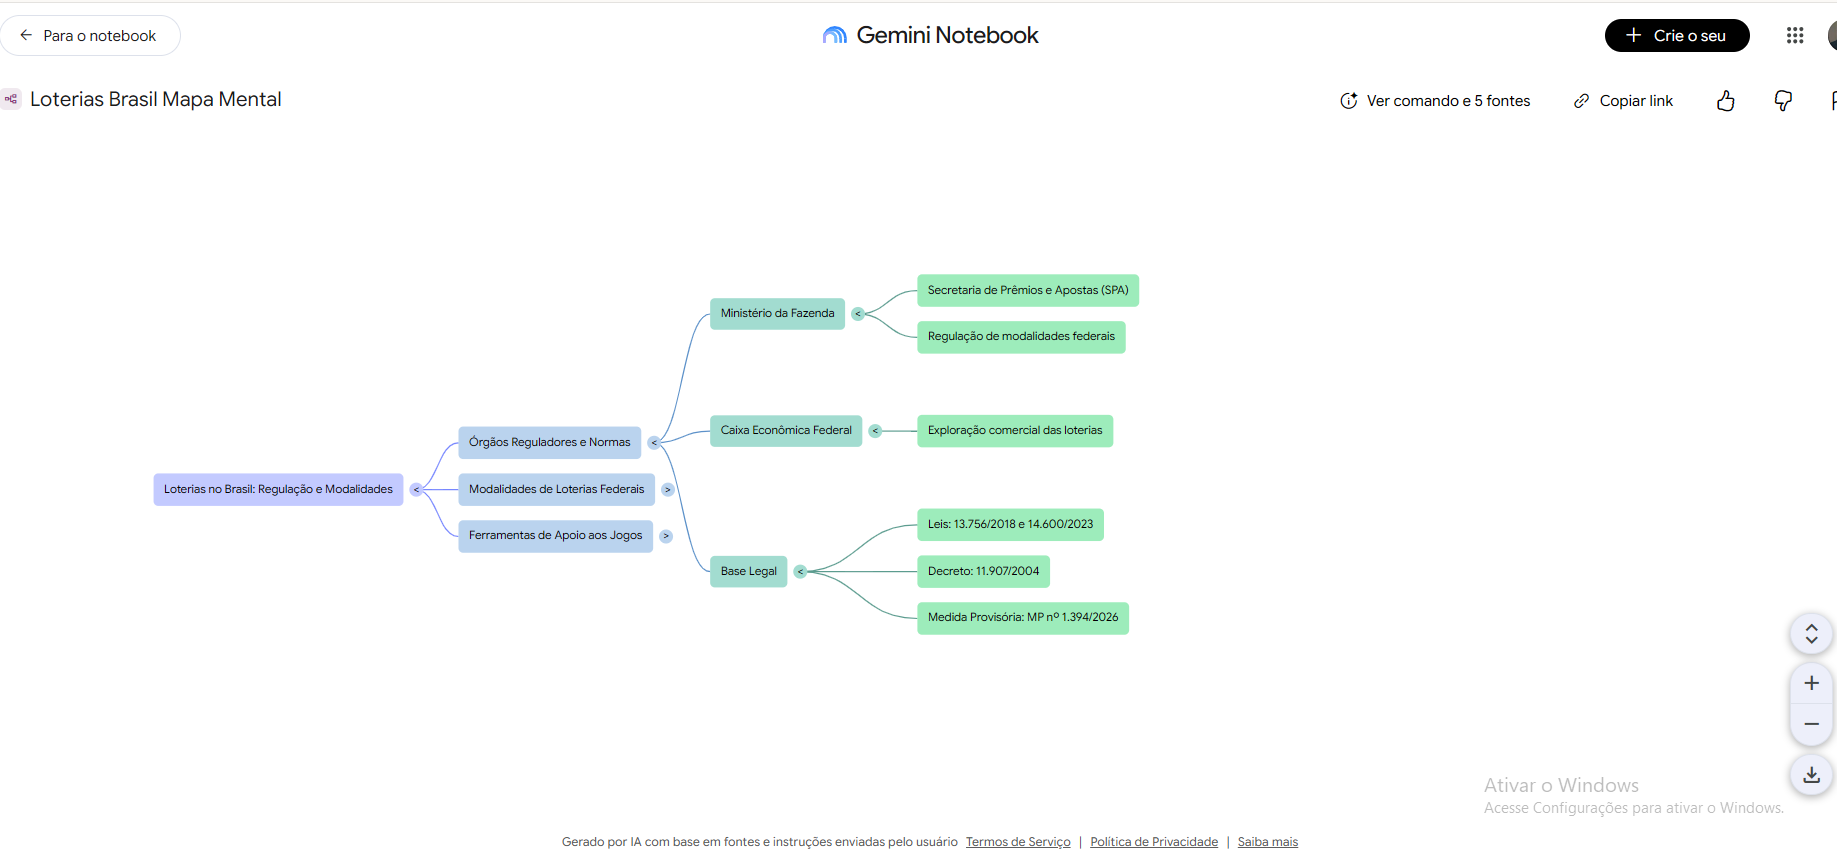 Para o notebook
Gemini Notebook
Crie o seu
Loterias Brasil Mapa Mental
Ver comando e 5 fontes
Copiar link
Loterias no Brasil: Regulação e Modalidades
<
Órgãos Reguladores e Normas
<
Modalidades de Loterias Federais
>
Ferramentas de Apoio aos Jogos
>
Ministério da Fazenda
<
Secretaria de Prêmios e Apostas (SPA)
Regulação de modalidades federais
Caixa Econômica Federal
<
Exploração comercial das loterias
Base Legal
<
Leis: 13.756/2018 e 14.600/2023
Decreto: 11.907/2004
Medida Provisória: MP nº 1.394/2026
Ativar o Windows
Acesse Configurações para ativar o Windows.
Gerado por IA com base em fontes e instruções enviadas pelo usuário Termos de Serviço | Política de Privacidade | Saiba mais